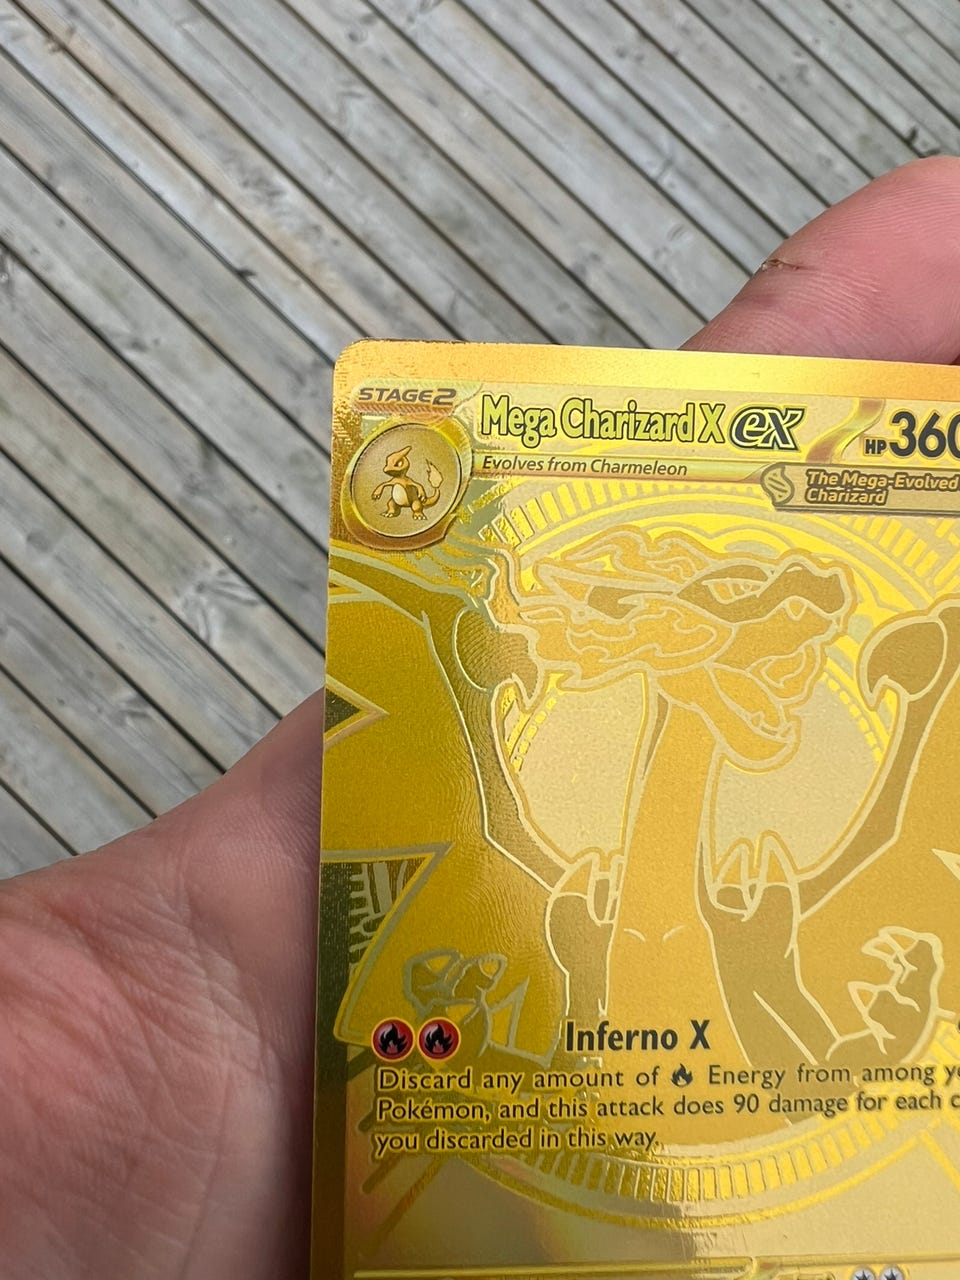 STAGE2
Mega Charizard X ex
HP 360
Evolves from Charmeleon
The Mega-Evolved
Charizard
Inferno X
Discard any amount of Energy from among
Pokémon, and this attack does 90 damage for each
you discarded in this way.